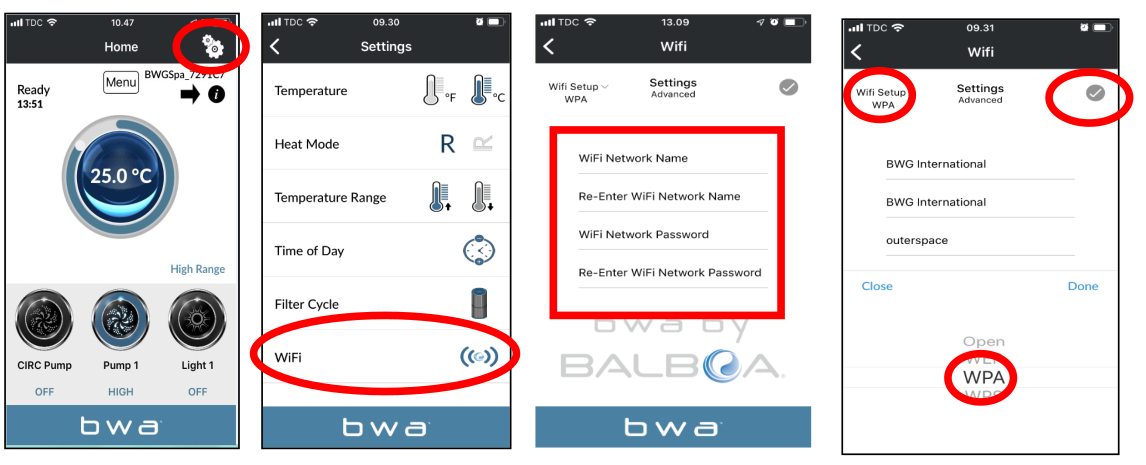 TDC 10.47
Home
Ready
13:51
Menu
BWGSpa_7291C7
25.0 °C
High Range
CIRC Pump Pump 1 Light 1
OFF HIGH OFF
bwa
TDC 09.30
Settings
Temperature °F °C
Heat Mode R R
Temperature Range
Time of Day
Filter Cycle
WiFi
bwa
TDC 13.09
Wifi
Wifi Setup
WPA
Settings
Advanced
WiFi Network Name
Re-Enter WiFi Network Name
WiFi Network Password
Re-Enter WiFi Network Password
bwa by
BALBOA
bwa
TDC 09.31
Wifi
Wifi Setup
WPA
Settings
Advanced
BWG International
BWG International
outerspace
Close Done
Open
WPA